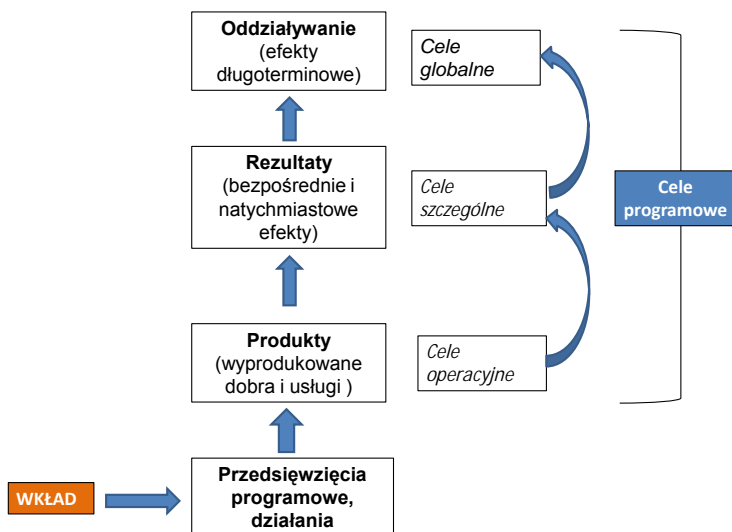 Oddziaływanie
(efekty
długoterminowe)
Cele
globalne
Rezultaty
(bezpośrednie i
natychmiastowe
efekty)
Cele
szczególne
Cele
programowe
Produkty
(wyprodukowane
dobra i usługi )
Cele
operacyjne
WKŁAD
Przedsięwzięcia
programowe,
działania